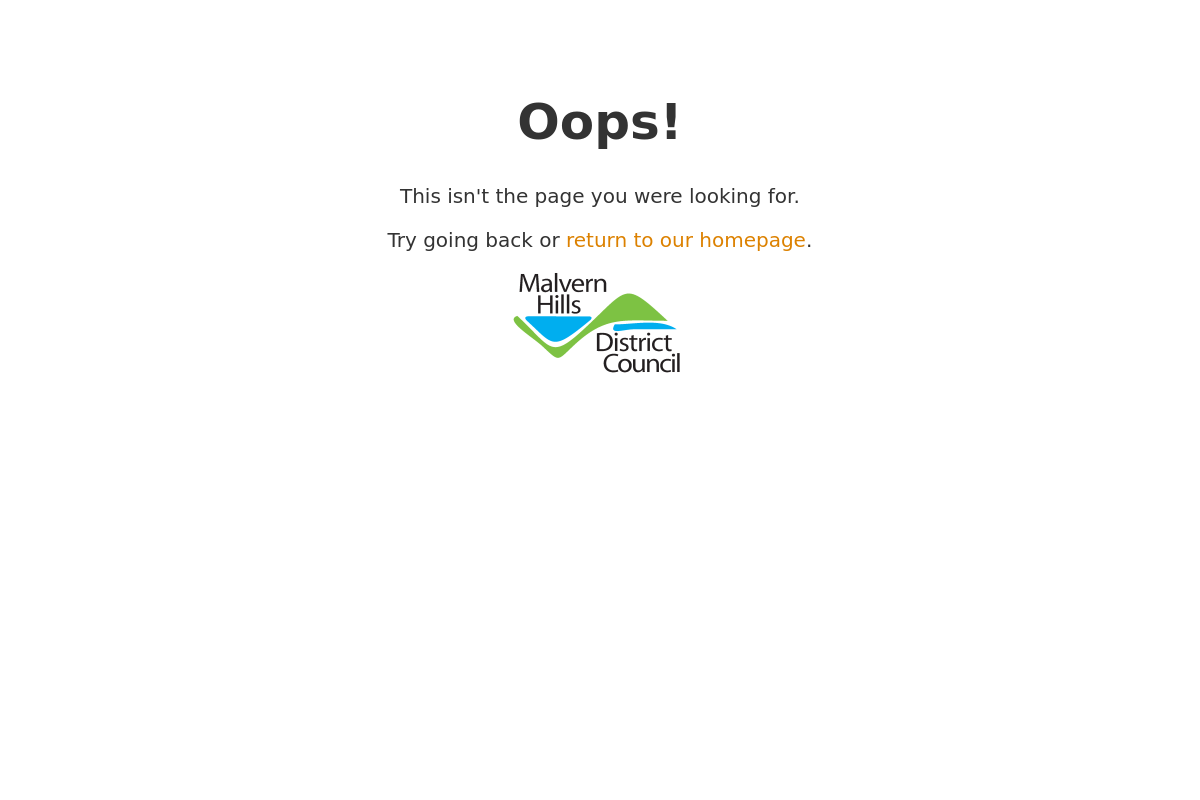 Oops!
This isn't the page you were looking for.
Try going back or return to our homepage.
Malvern
Hills
District
Council